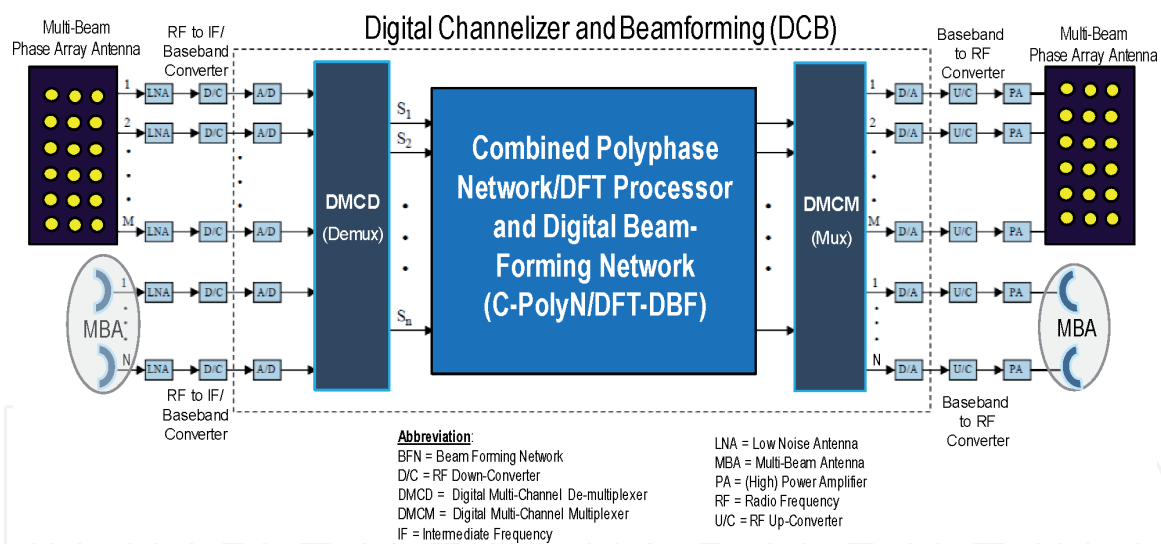 Digital Channelizer and Beamforming (DCB)
Multi-Beam
Phase Array Antenna
RF to IF/
Baseband
Converter
Baseband
to RF
Converter
Multi-Beam
Phase Array Antenna
1 LNA D/C A/D
2 LNA D/C A/D
M LNA D/C A/D
1 LNA D/C A/D
N LNA D/C A/D
MBA
RF to IF/
Baseband
Converter
DMCD
(Demux)
S1
S2
Sn
Combined Polyphase
Network/DFT Processor
and Digital Beam-
Forming Network
(C-PolyN/DFT-DBF)
DMCM
(Mux)
1 D/A U/C PA
2 D/A U/C PA
M D/A U/C PA
1 D/A U/C PA
N D/A U/C PA
MBA
Baseband
to RF
Converter
Abbreviation:
BFN = Beam Forming Network
D/C = RF Down-Converter
DMCD = Digital Multi-Channel De-multiplexer
DMCM = Digital Multi-Channel Multiplexer
IF = Intermediate Frequency
LNA = Low Noise Antenna
MBA = Multi-Beam Antenna
PA = (High) Power Amplifier
RF = Radio Frequency
U/C = RF Up-Converter